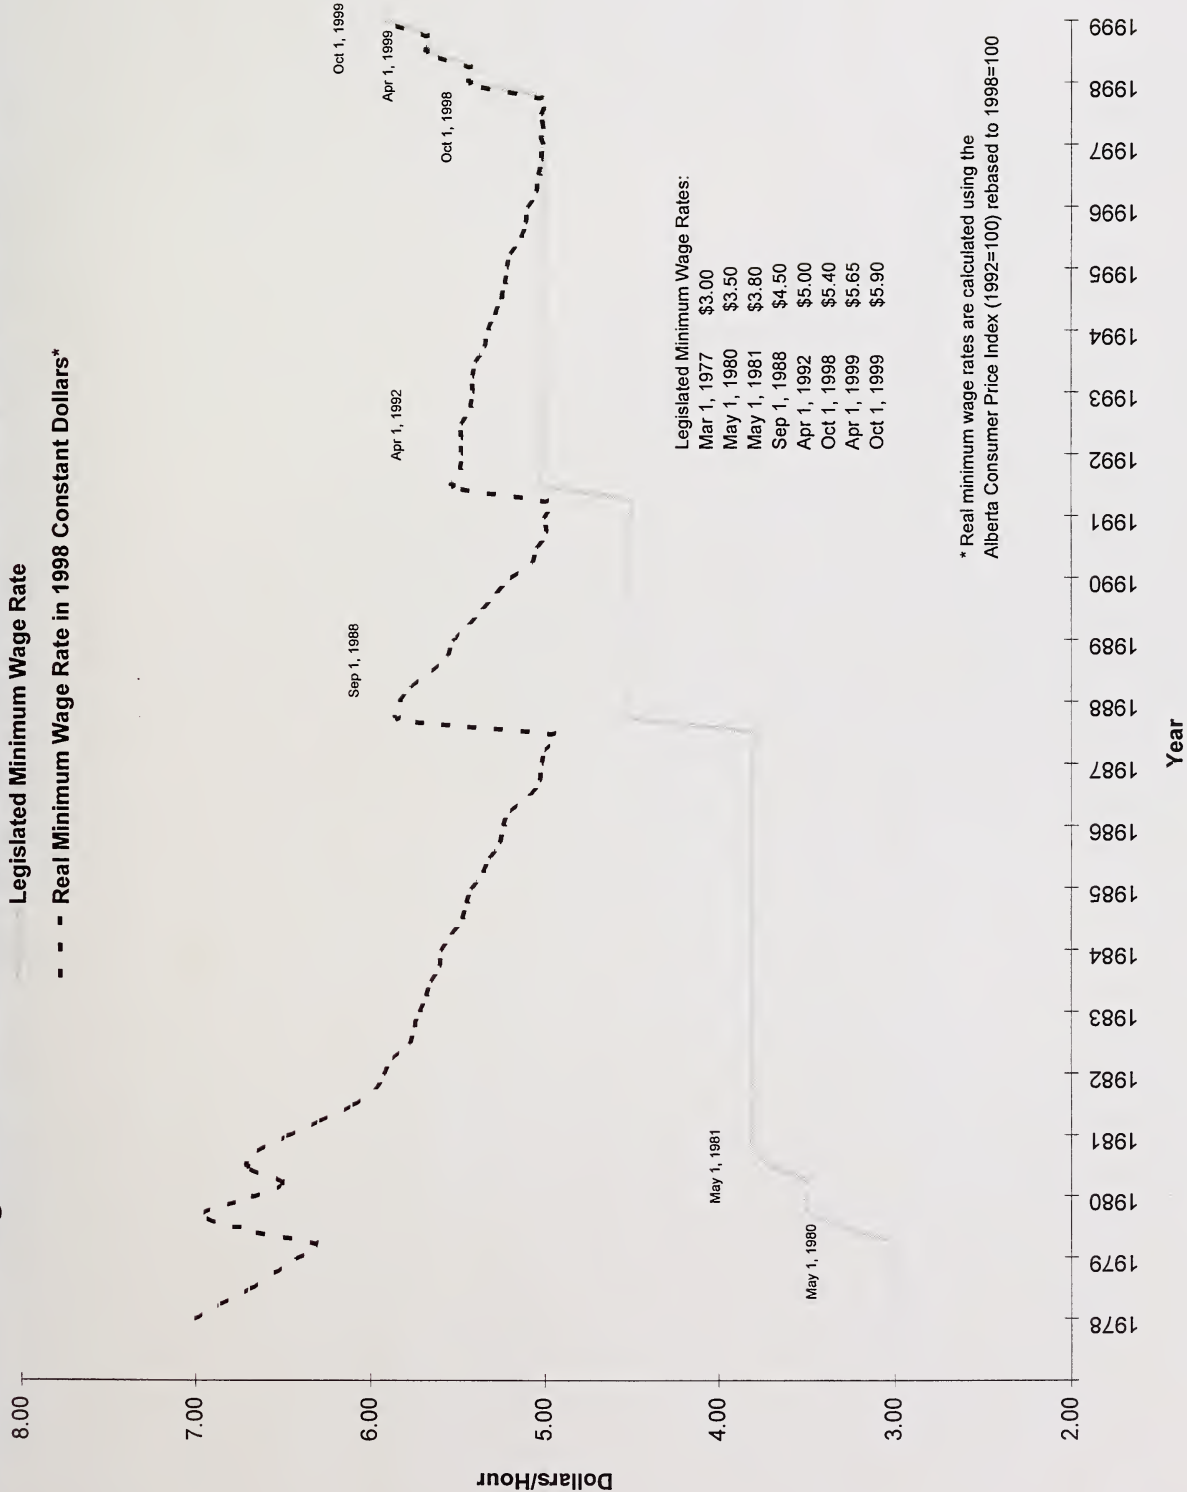 Legislated Minimum Wage Rate
Real Minimum Wage Rate in 1998 Constant Dollars*
8.00
7.00
6.00
5.00
4.00
3.00
2.00
Dollars/Hour
May 1, 1980
May 1, 1981
Sep 1, 1988
Apr 1, 1992
Oct 1, 1998
Apr 1, 1999
Oct 1, 1999
Legislated Minimum Wage Rates:
Mar 1, 1977 $3.00
May 1, 1980 $3.50
May 1, 1981 $3.80
Sep 1, 1988 $4.50
Apr 1, 1992 $5.00
Oct 1, 1998 $5.40
Apr 1, 1999 $5.65
Oct 1, 1999 $5.90
* Real minimum wage rates are calculated using the
Alberta Consumer Price Index (1992=100) rebased to 1998=100
1978
1979
1980
1981
1982
1983
1984
1985
1986
1987
1988
1989
1990
1991
1992
1993
1994
1995
1996
1997
1998
1999
Year